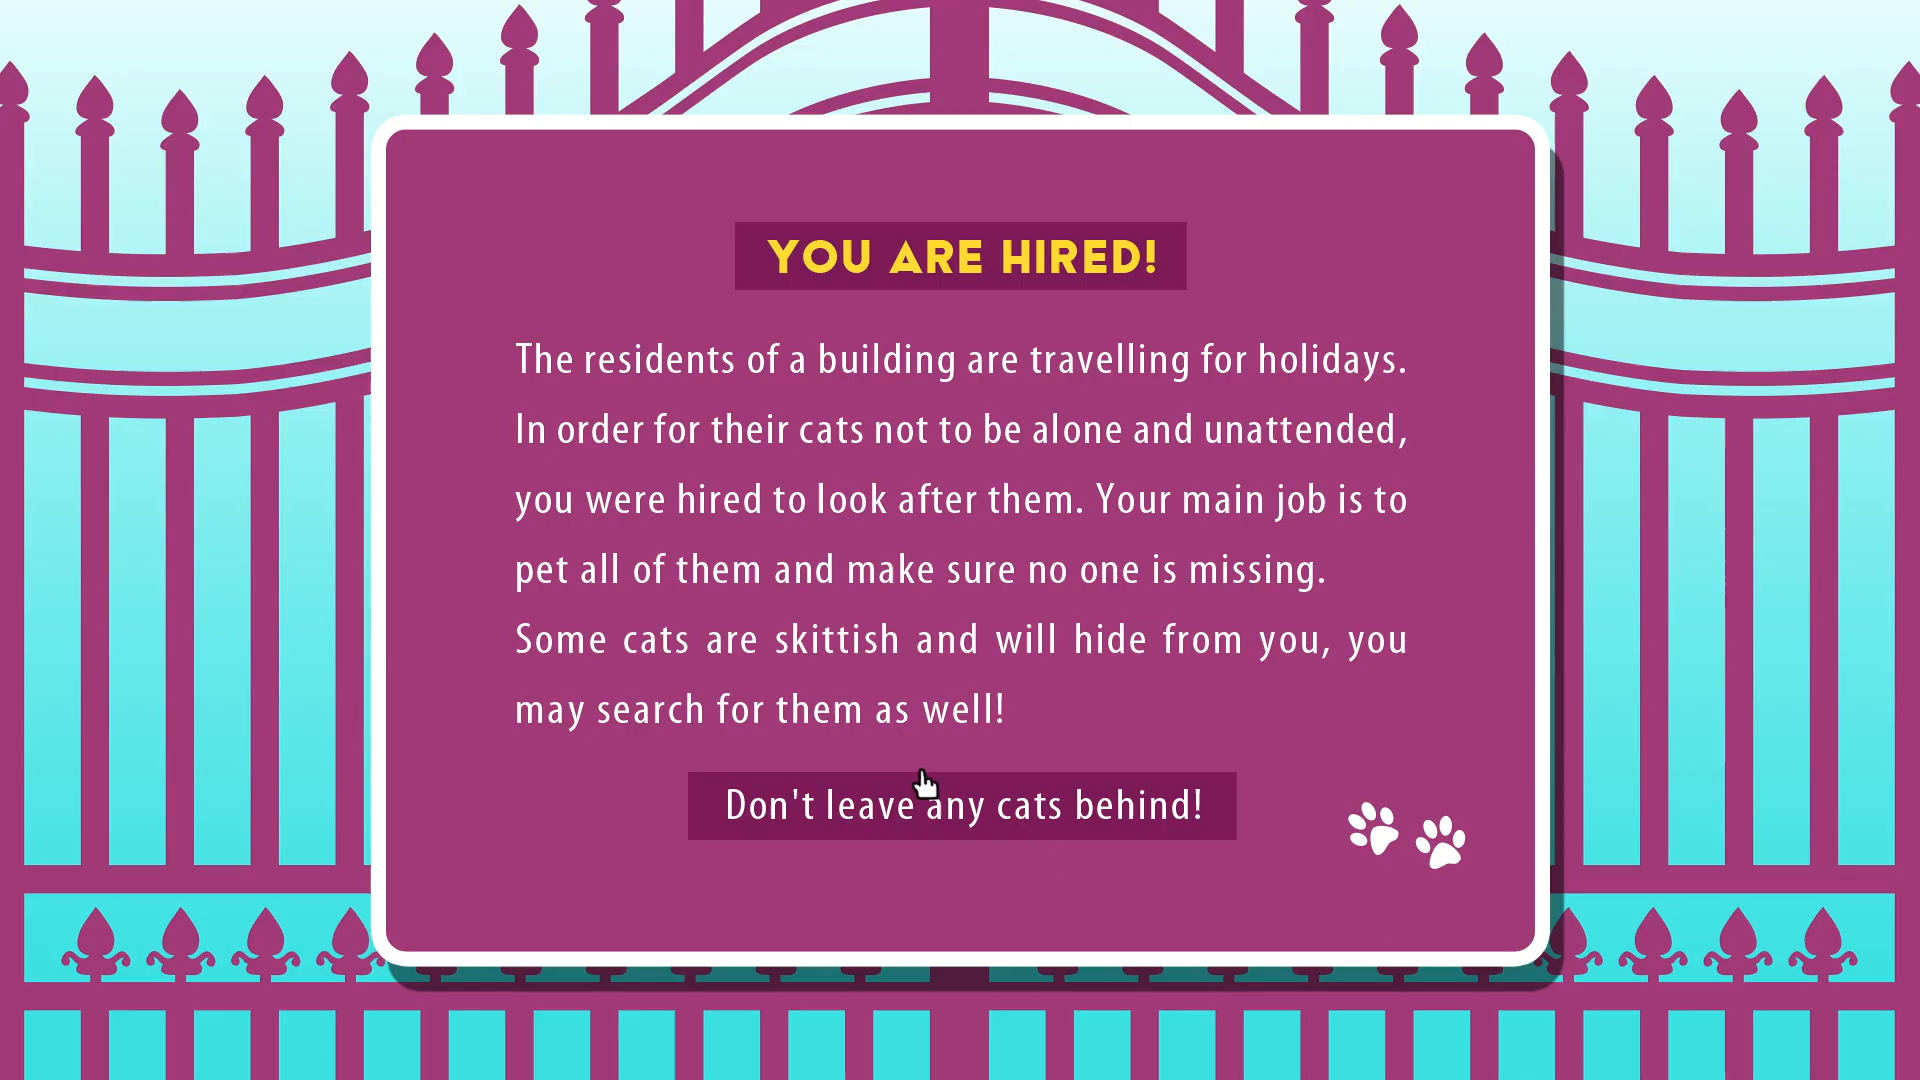 YOU ARE HIRED!
The residents of a building are travelling for holidays.
In order for their cats not to be alone and unattended,
you were hired to look after them. Your main job is to
pet all of them and make sure no one is missing.
Some cats are skittish and will hide from you, you
may search for them as well!
Don't leave any cats behind!